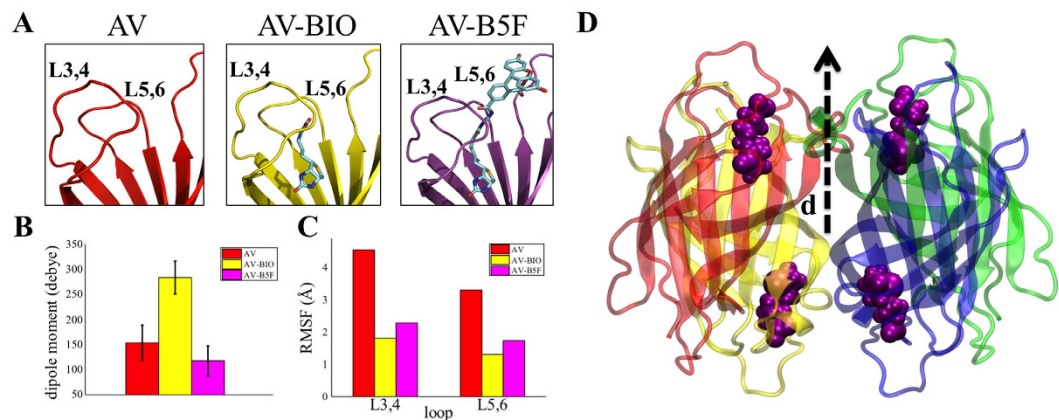 A
AV
AV-BIO
AV-B5F
D
L3,4
L5,6
L3,4
L5,6
L3,4
L5,6
d
B
dipole moment (debye)
350
300
250
200
150
100
50
AV
AV-BIO
AV-B5F
C
RMSF (Å)
4
3
2
1
0
AV
AV-BIO
AV-B5F
L3,4
loop
L5,6